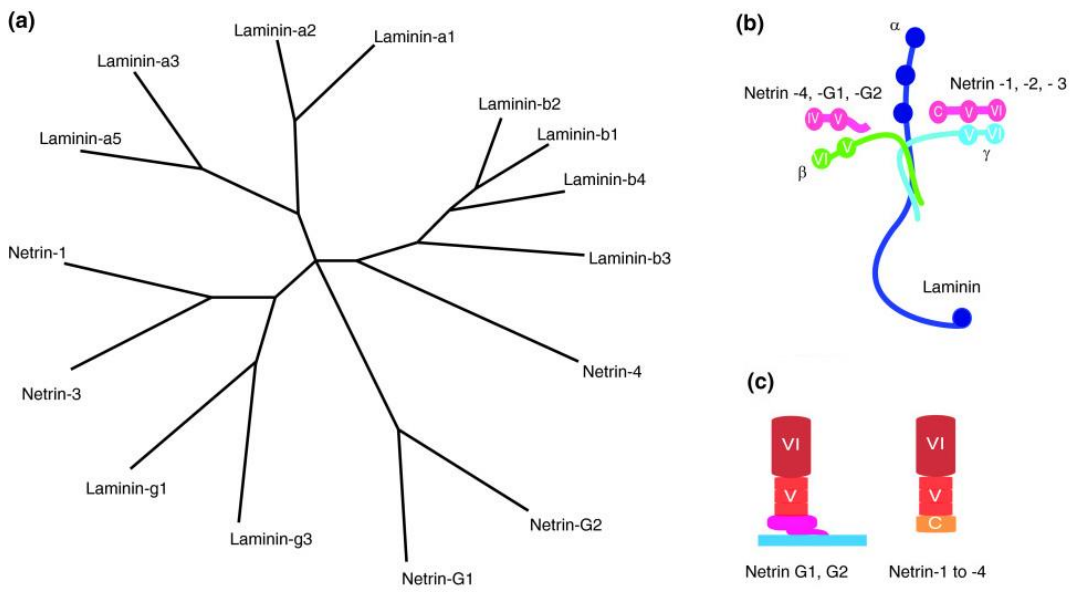 (a)
Laminin-a2
Laminin-a1
Laminin-a3
Laminin-b2
Laminin-b1
Laminin-a5
Laminin-b4
Netrin-1
Laminin-b3
Netrin-3
Netrin-4
Laminin-g1
Laminin-g3
Netrin-G2
Netrin-G1
(b)
α
Netrin -4, -G1, -G2
Netrin -1, -2, - 3
IV V
C V VI
VI V
V VI
β
γ
Laminin
(c)
VI
V
VI
V
C
Netrin G1, G2
Netrin-1 to -4